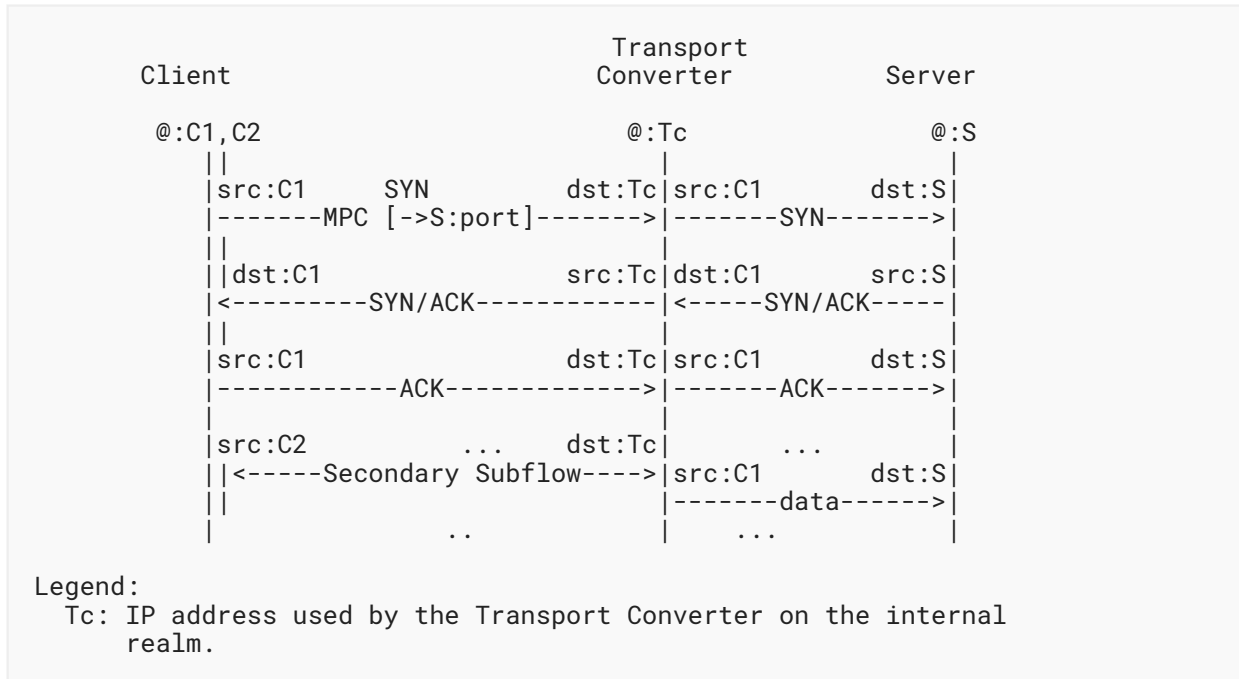 Transport
       Client                        Converter          Server

        @:C1,C2                        @:Tc                @:S
           ||                             |                  |
           |src:C1     SYN         dst:Tc|src:C1       dst:S|
           |-------MPC [->S:port]------->|-------SYN------->|
           ||                             |                  |
           ||dst:C1                src:Tc|dst:C1       src:S|
           |<---------SYN/ACK------------|<-----SYN/ACK-----|
           ||                             |                  |
           |src:C1                 dst:Tc|src:C1       dst:S|
           |------------ACK------------->|-------ACK------->|
           |                              |                  |
           |src:C2          ...    dst:Tc|       ...        |
           ||<-----Secondary Subflow---->|src:C1       dst:S|
           ||                            |-------data------>|
           |               ..             |    ...           |

Legend:
  Tc: IP address used by the Transport Converter on the internal
      realm.